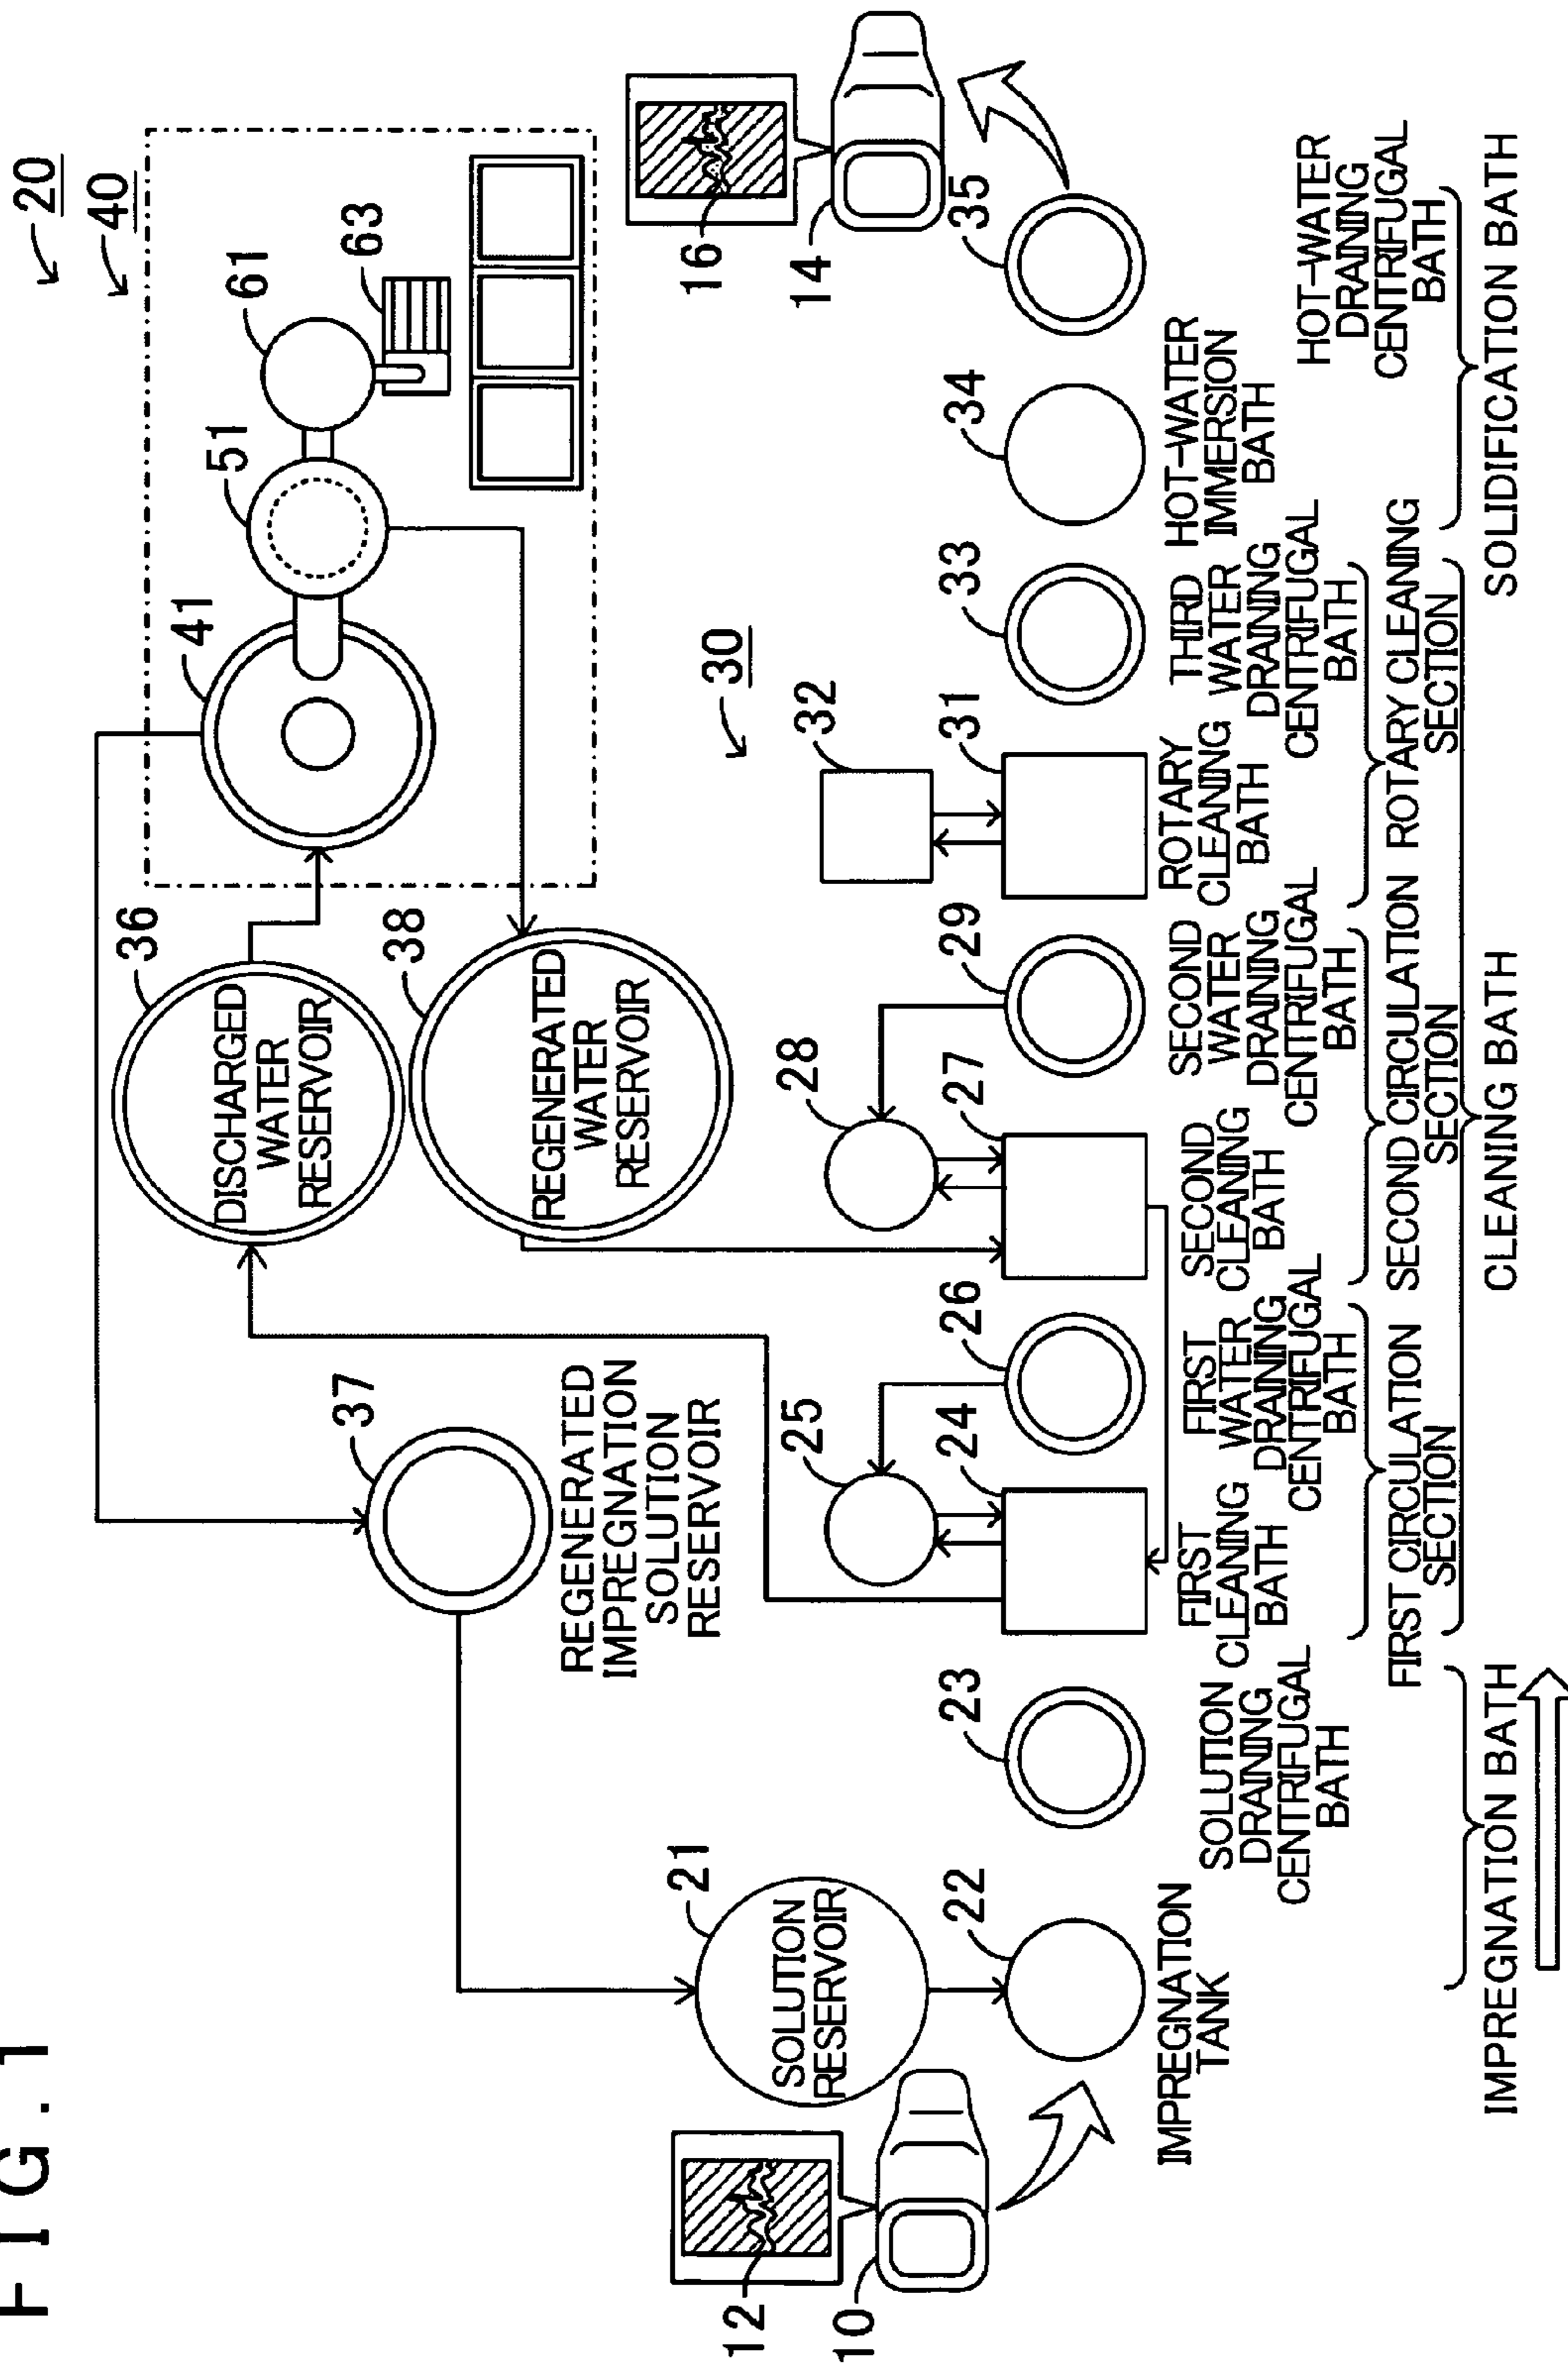 FIG.1
20
40
41
51
61
63
36
DISCHARGED
WATER
RESERVOIR
38
REGENERATED
WATER
RESERVOIR
37
REGENERATED
IMPREGNATION
SOLUTION
RESERVOIR
16
14
30
12
10
21
SOLUTION
RESERVOIR
22
IMPREGNATION
TANK
23
SOLUTION
DRAINING
CENTRIFUGAL
BATH
25
24
FIRST
CLEANING
BATH
26
FIRST
WATER
DRAINING
CENTRIFUGAL
BATH
28
27
SECOND
CLEANING
BATH
29
SECOND
WATER
DRAINING
CENTRIFUGAL
BATH
32
31
ROTARY
CLEANING
BATH
33
THIRD
WATER
DRAINING
CENTRIFUGAL
BATH
34
HOT-WATER
IMMERSION
BATH
35
HOT-WATER
DRAINING
CENTRIFUGAL
BATH
FIRST CIRCULATION
SECTION
SECOND CIRCULATION
SECTION
ROTARY CLEANING
SECTION
IMPREGNATION BATH
CLEANING BATH
SOLIDIFICATION BATH